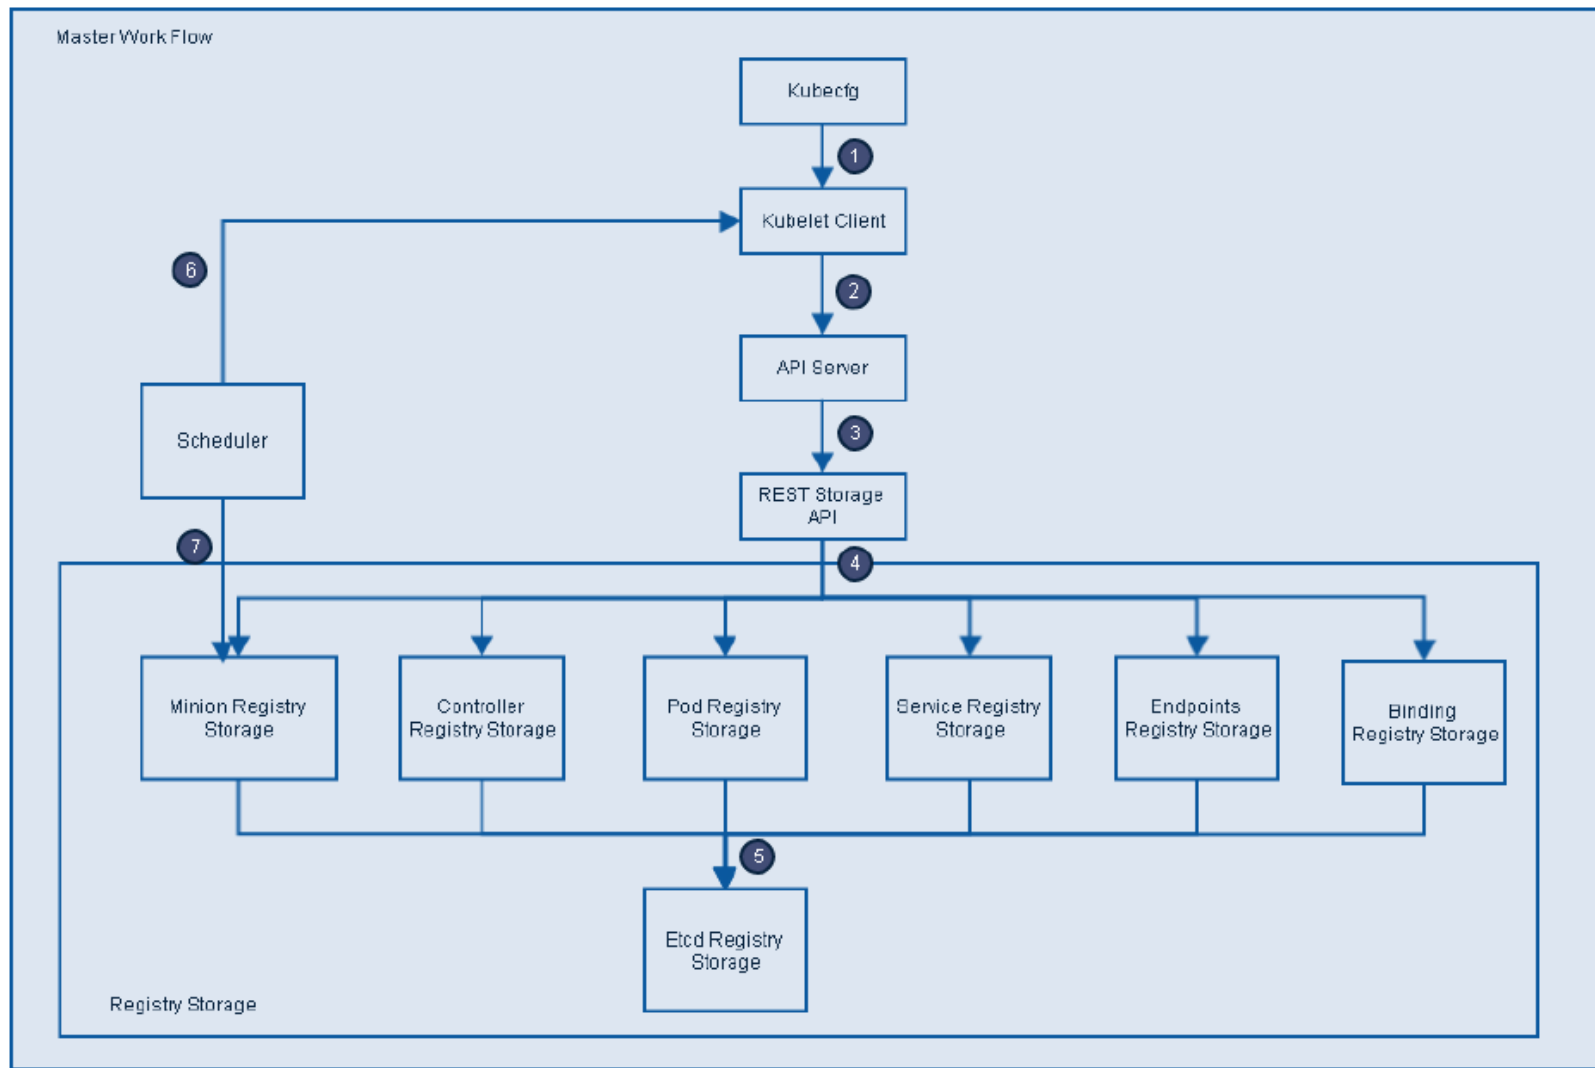 Master Work Flow
Kubecfg
1
Kubelet Client
6
2
API Server
Scheduler
3
REST Storage
API
7
4
Minion Registry
Storage
Controller
Registry Storage
Pod Registry
Storage
Service Registry
Storage
Endpoints
Registry Storage
Binding
Registry Storage
5
Etcd Registry
Storage
Registry Storage